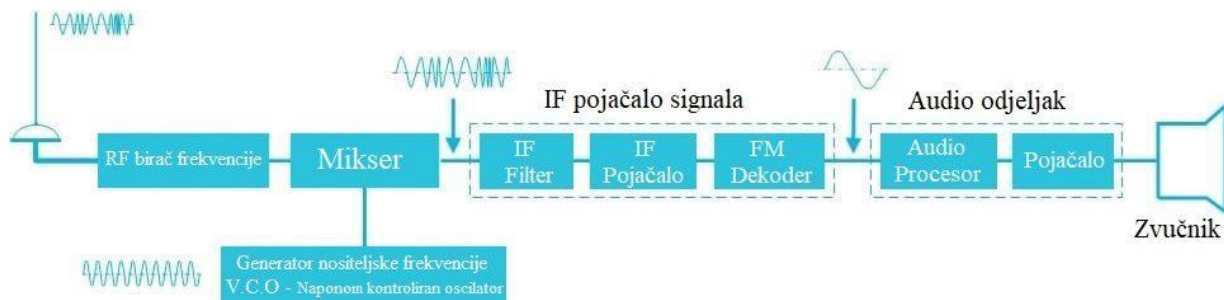 IF pojačalo signala
Audio odjeljak
RF birač frekvencije
Mikser
IF
Filter
IF
Pojačalo
FM
Dekoder
Audio
Procesor
Pojačalo
Zvučnik
Generator nositeljske frekvencije
V.C.O - Naponom kontroliran oscilator